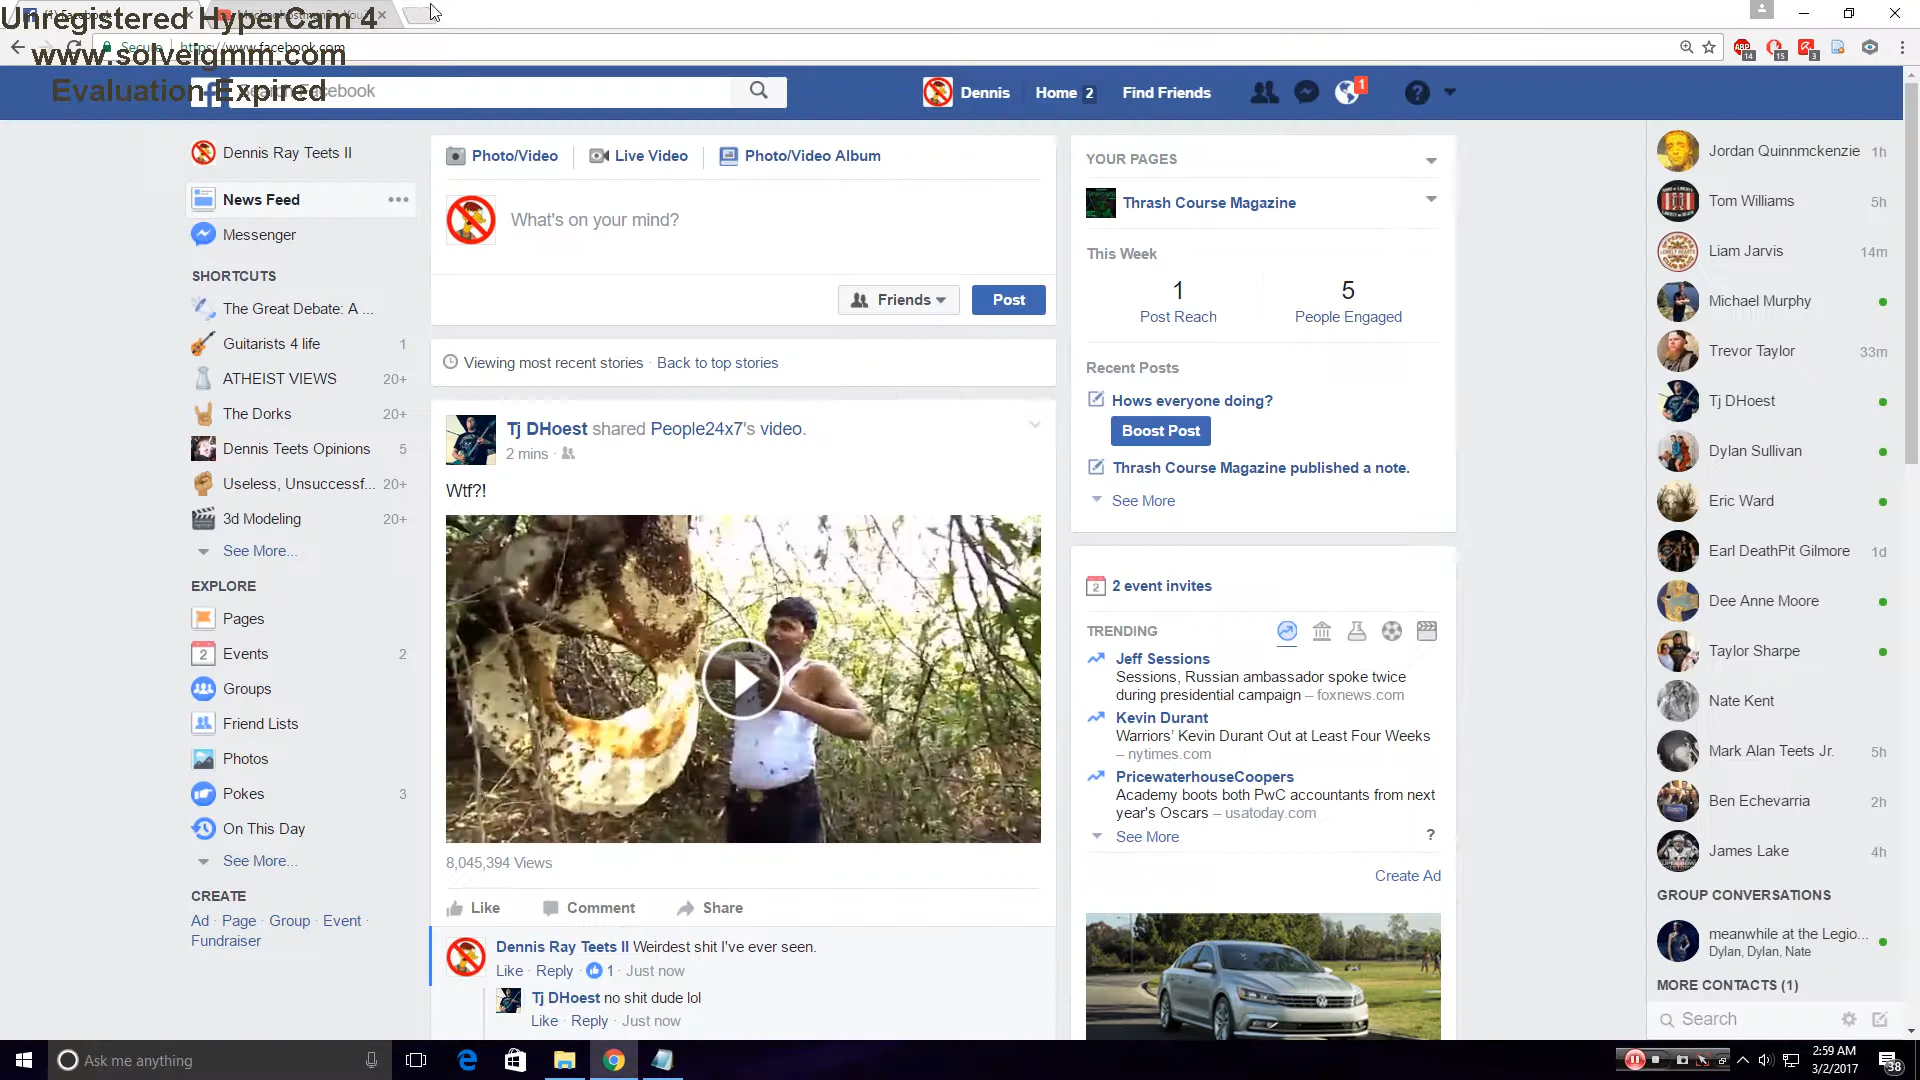 Unregistered HyperCam 4
www.solveigmm.com
Evaluation Expired
(1) Facebook
Secure https://www.facebook.com
Search Facebook
Dennis Home 2 Find Friends 1
Dennis Ray Teets II
News Feed
Messenger
SHORTCUTS
The Great Debate: A ...
Guitarists 4 life 1
ATHEIST VIEWS 20+
The Dorks 20+
Dennis Teets Opinions 5
Useless, Unsuccessf... 20+
3d Modeling 20+
See More...
EXPLORE
Pages
Events 2
Groups
Friend Lists
Photos
Pokes 3
On This Day
See More...
CREATE
Ad · Page · Group · Event ·
Fundraiser
Photo/Video Live Video Photo/Video Album
What's on your mind?
Friends Post
Viewing most recent stories · Back to top stories
Tj DHoest shared People24x7's video.
2 mins ·
Wtf?!
8,045,394 Views
Like Comment Share
Dennis Ray Teets II Weirdest shit I've ever seen.
Like · Reply · 1 · Just now
Tj DHoest no shit dude lol
Like · Reply · Just now
YOUR PAGES
Thrash Course Magazine
This Week
1 5
Post Reach People Engaged
Recent Posts
Hows everyone doing?
Boost Post
Thrash Course Magazine published a note.
See More
2 2 event invites
TRENDING
Jeff Sessions
Sessions, Russian ambassador spoke twice
during presidential campaign – foxnews.com
Kevin Durant
Warriors' Kevin Durant Out at Least Four Weeks
– nytimes.com
PricewaterhouseCoopers
Academy boots both PwC accountants from next
year's Oscars – usatoday.com
See More ?
Create Ad
Jordan Quinnmckenzie 1h
Tom Williams 5h
Liam Jarvis 14m
Michael Murphy
Trevor Taylor 33m
Tj DHoest
Dylan Sullivan
Eric Ward
Earl DeathPit Gilmore 1d
Dee Anne Moore
Taylor Sharpe
Nate Kent
Mark Alan Teets Jr. 5h
Ben Echevarria 2h
James Lake 4h
GROUP CONVERSATIONS
meanwhile at the Legio...
Dylan, Dylan, Nate
MORE CONTACTS (1)
Search
Ask me anything
2:59 AM
3/2/2017
38